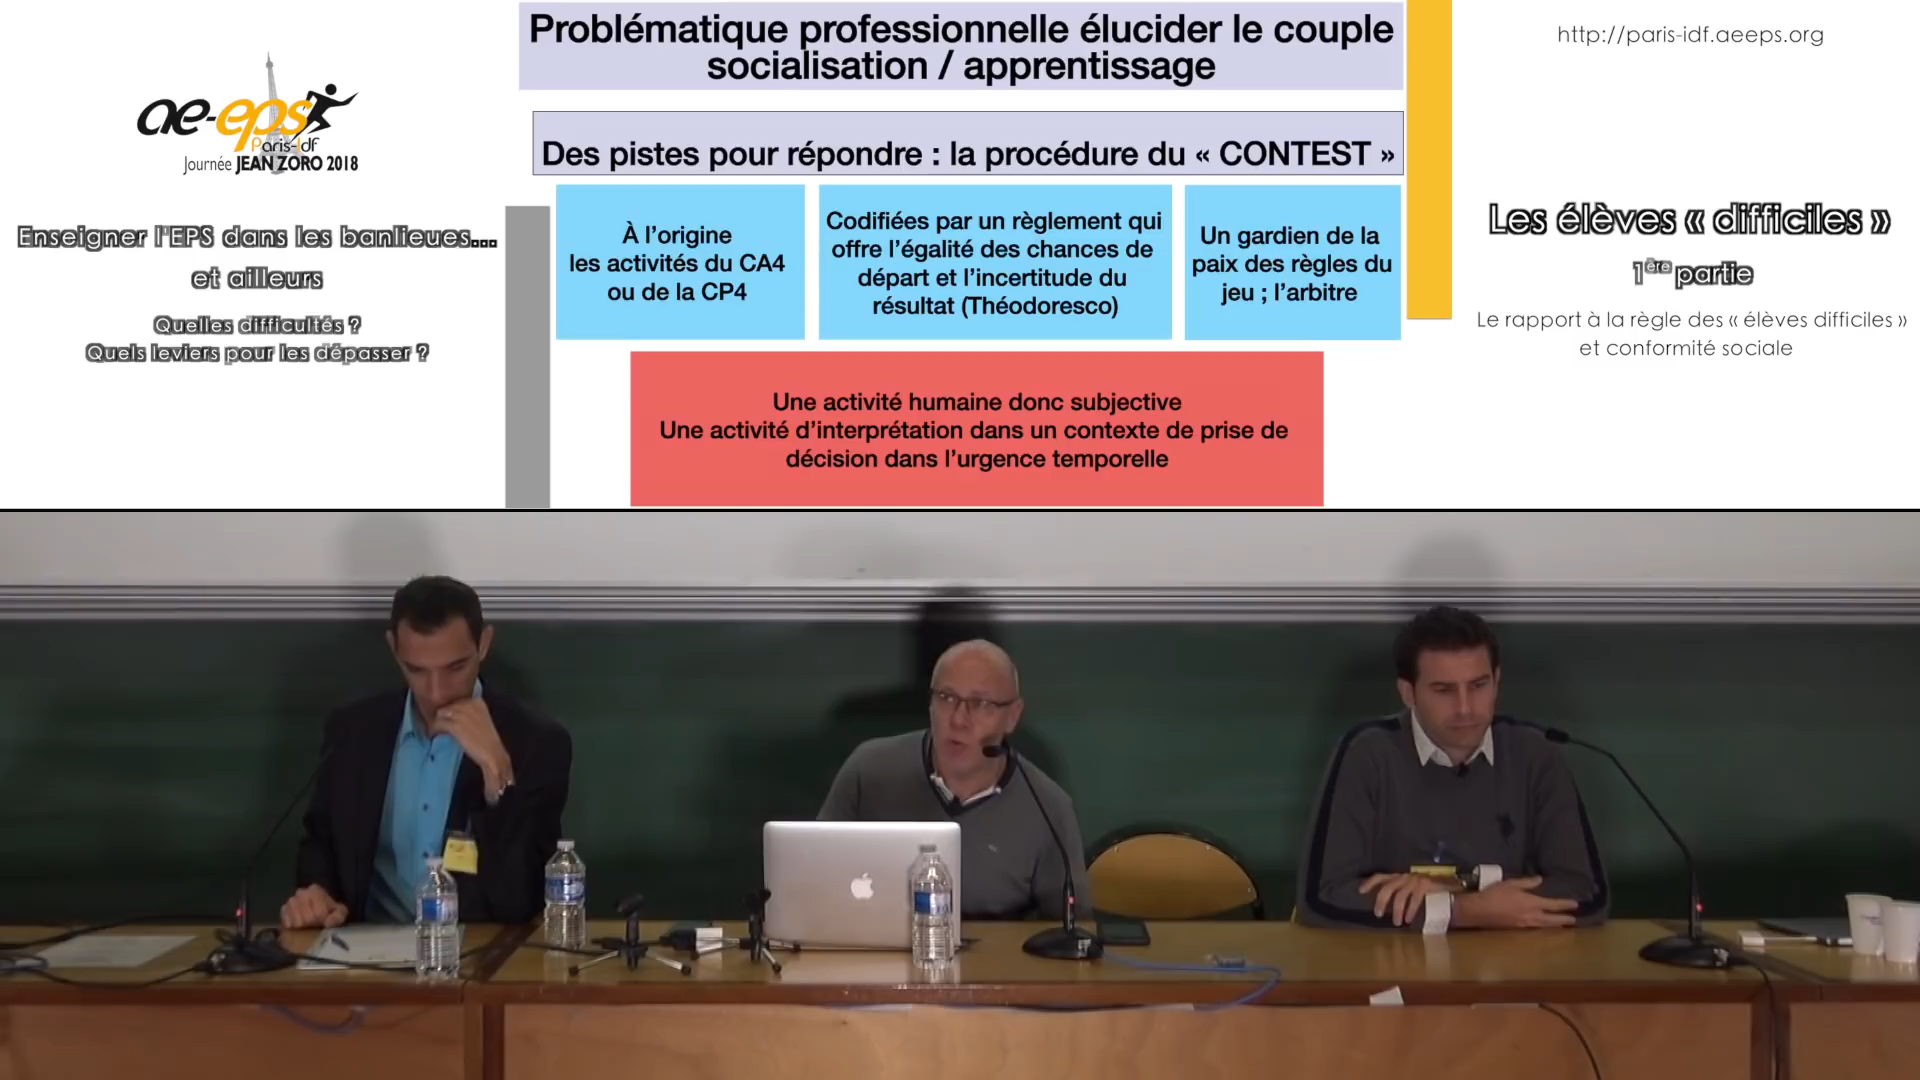 ae-eps
Paris-Idf
Journée JEAN ZORO 2018
Enseigner l'EPS dans les banlieues...
et ailleurs
Quelles difficultés ?
Quels leviers pour les dépasser ?
Problématique professionnelle élucider le couple
socialisation / apprentissage
Des pistes pour répondre : la procédure du « CONTEST »
À l’origine
les activités du CA4
ou de la CP4
Codifiées par un règlement qui
offre l’égalité des chances de
départ et l’incertitude du
résultat (Théodoresco)
Un gardien de la
paix des règles du
jeu ; l’arbitre
Une activité humaine donc subjective
Une activité d’interprétation dans un contexte de prise de
décision dans l’urgence temporelle
http://paris-idf.aeeps.org
Les élèves « difficiles »
1ère partie
Le rapport à la règle des « élèves difficiles »
et conformité sociale